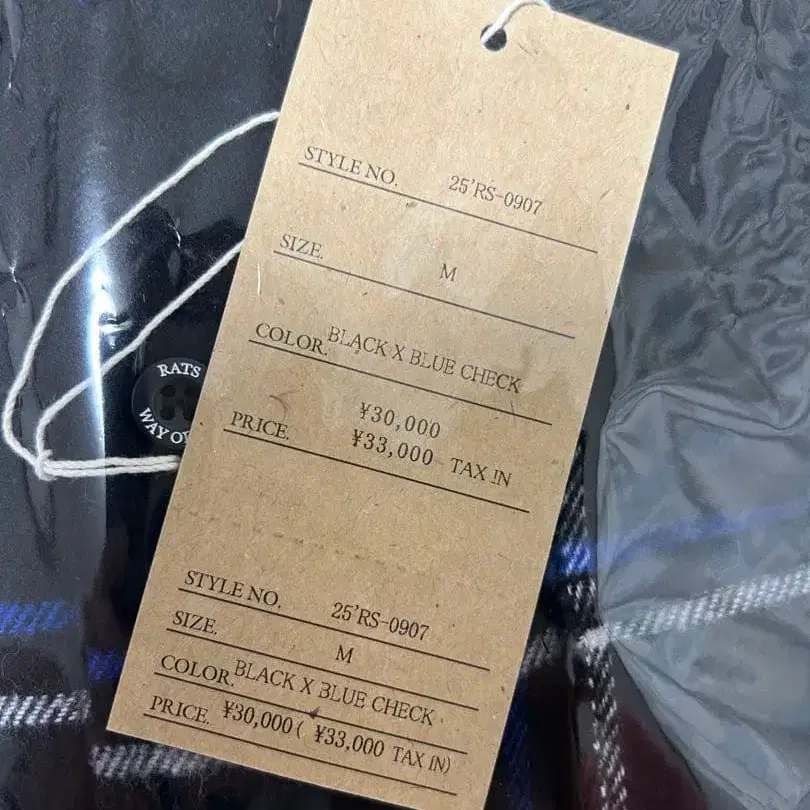 STYLE NO. 25'RS-0907
SIZE. M
COLOR. BLACK X BLUE CHECK
¥30,000
PRICE. ¥33,000 TAX IN
RATS
WAY
STYLE NO. 25'RS-0907
SIZE. M
COLOR. BLACK X BLUE CHECK
PRICE. ¥30,000 ( ¥33,000 TAX IN)